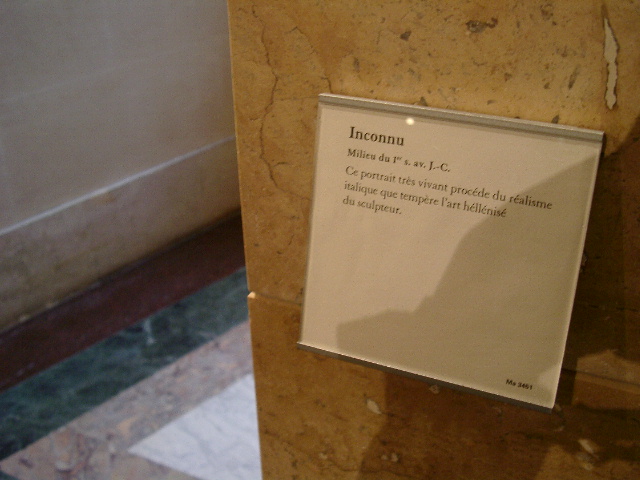 Inconnu
Milieu du Iᵉʳ s. av. J.-C.
Ce portrait très vivant procéde du réalisme
italique que tempère l'art héllénisé
du sculpteur.
Ma 3461